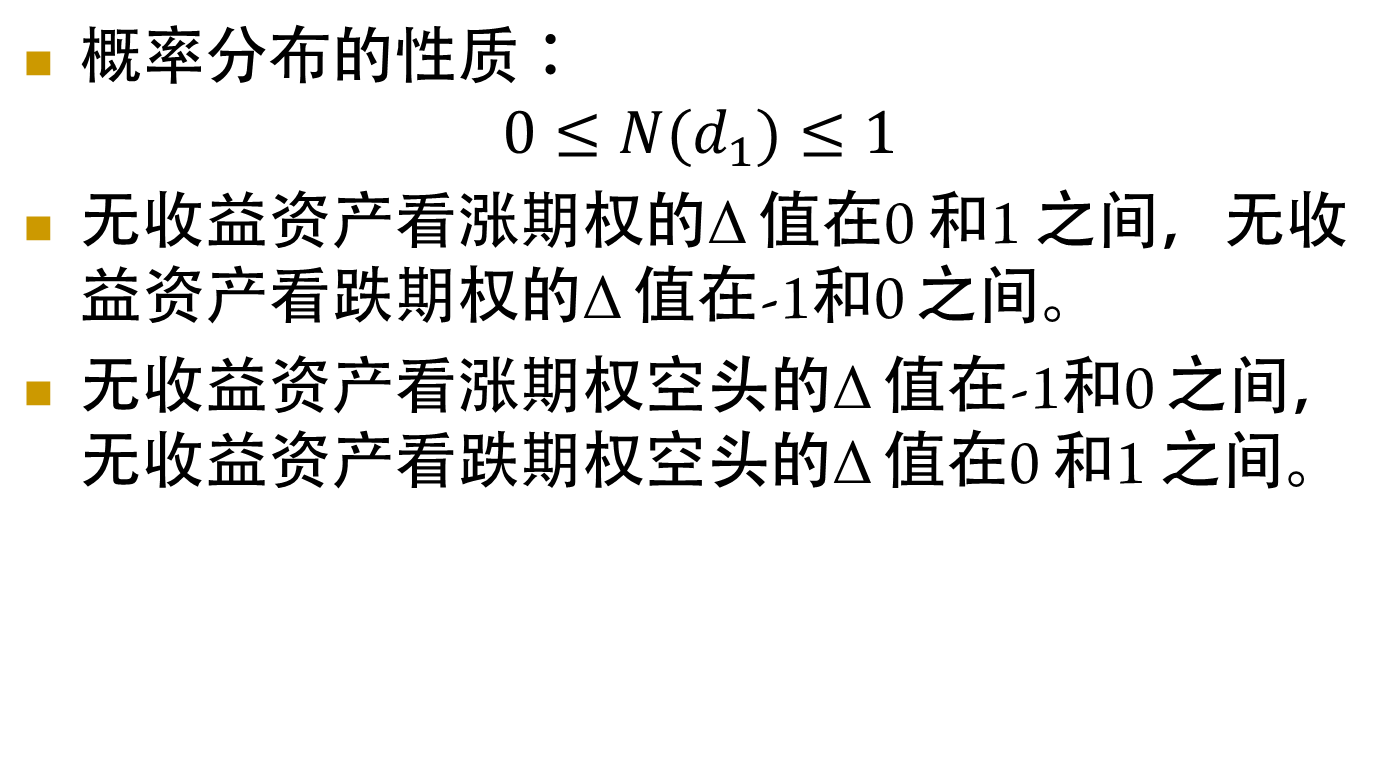 概率分布的性质：
0 ≤ N(d₁) ≤ 1
无收益资产看涨期权的Δ 值在0 和1 之间，无收
益资产看跌期权的Δ 值在-1和0 之间。
无收益资产看涨期权空头的Δ 值在-1和0 之间，
无收益资产看跌期权空头的Δ 值在0 和1 之间。